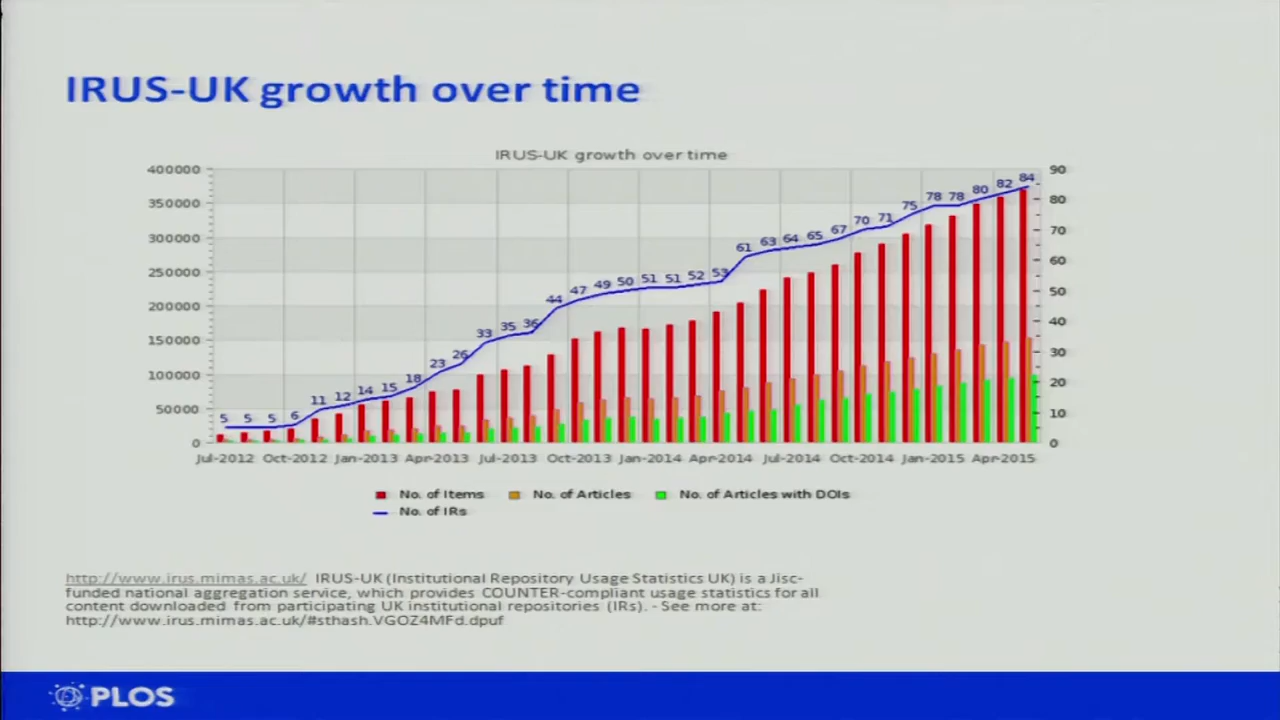 IRUS-UK growth over time
IRUS-UK growth over time
400000
350000
300000
250000
200000
150000
100000
50000
0
90
80
70
60
50
40
30
20
10
0
5 5 5 6 11 12 14 15 18 23 26 33 35 36 44 47 49 50 51 51 52 53 61 63 64 65 67 70 71 75 78 78 80 82 84
Jul-2012 Oct-2012 Jan-2013 Apr-2013 Jul-2013 Oct-2013 Jan-2014 Apr-2014 Jul-2014 Oct-2014 Jan-2015 Apr-2015
No. of Items No. of Articles No. of Articles with DOIs
No. of IRs
http://www.irus.mimas.ac.uk/ IRUS-UK (Institutional Repository Usage Statistics UK) is a Jisc-
funded national aggregation service, which provides COUNTER-compliant usage statistics for all
content downloaded from participating UK institutional repositories (IRs). - See more at:
http://www.irus.mimas.ac.uk/#sthash.VGOZ4MFd.dpuf
PLOS